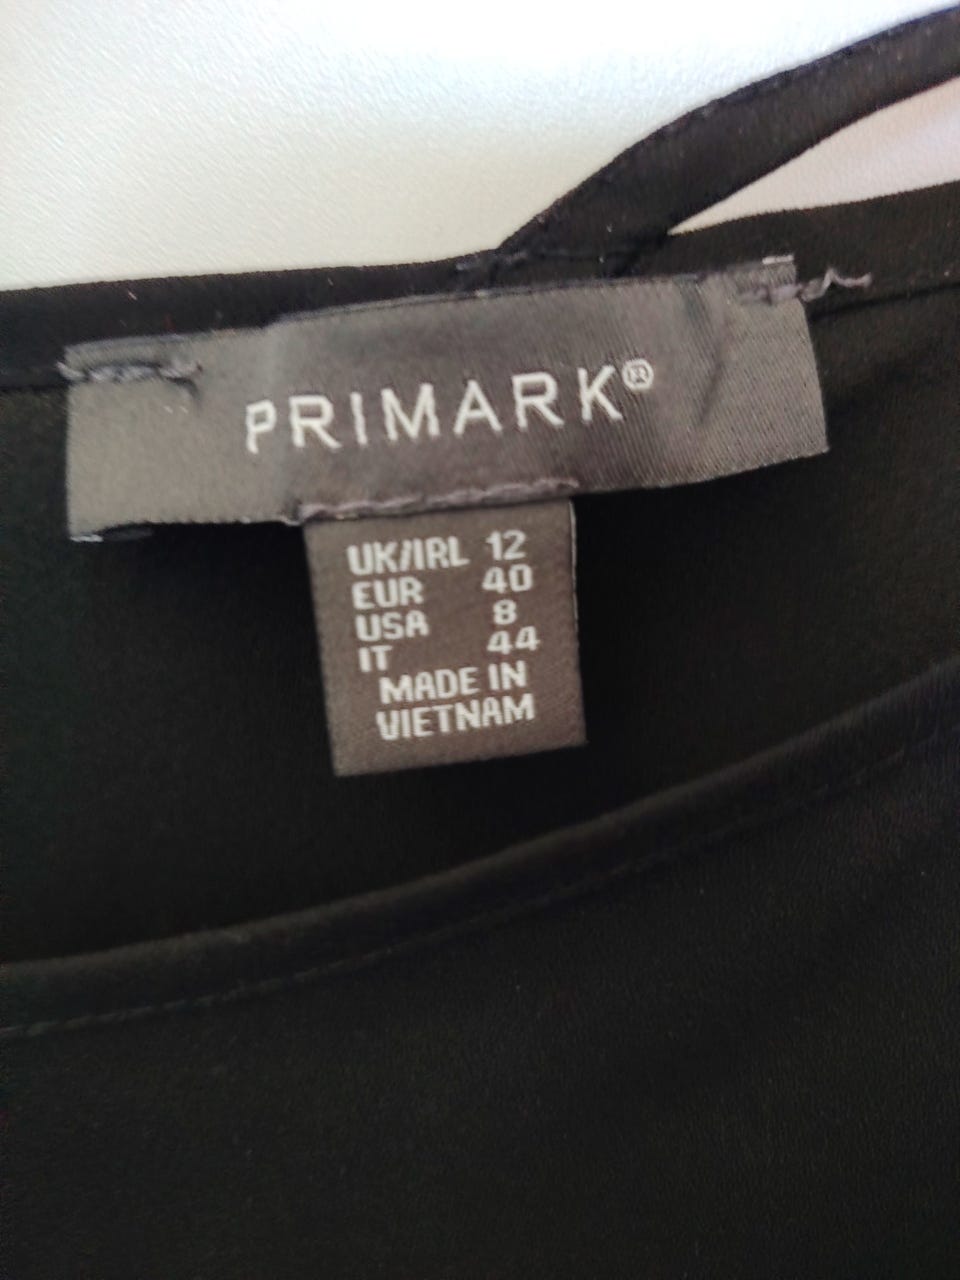 PRIMARK®
UK/IRL 12
EUR 40
USA 8
IT 44
MADE IN
VIETNAM